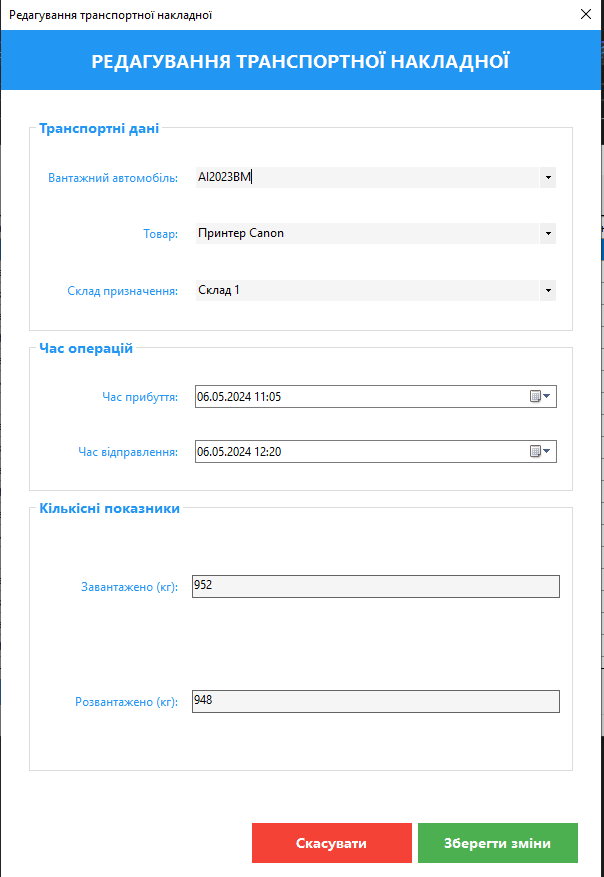 Редагування транспортної накладної
РЕДАГУВАННЯ ТРАНСПОРТНОЇ НАКЛАДНОЇ
Транспортні дані
Вантажний автомобіль: AI2023BM
Товар: Принтер Canon
Склад призначення: Склад 1
Час операцій
Час прибуття: 06.05.2024 11:05
Час відправлення: 06.05.2024 12:20
Кількісні показники
Завантажено (кг): 952
Розвантажено (кг): 948
Скасувати Зберегти зміни